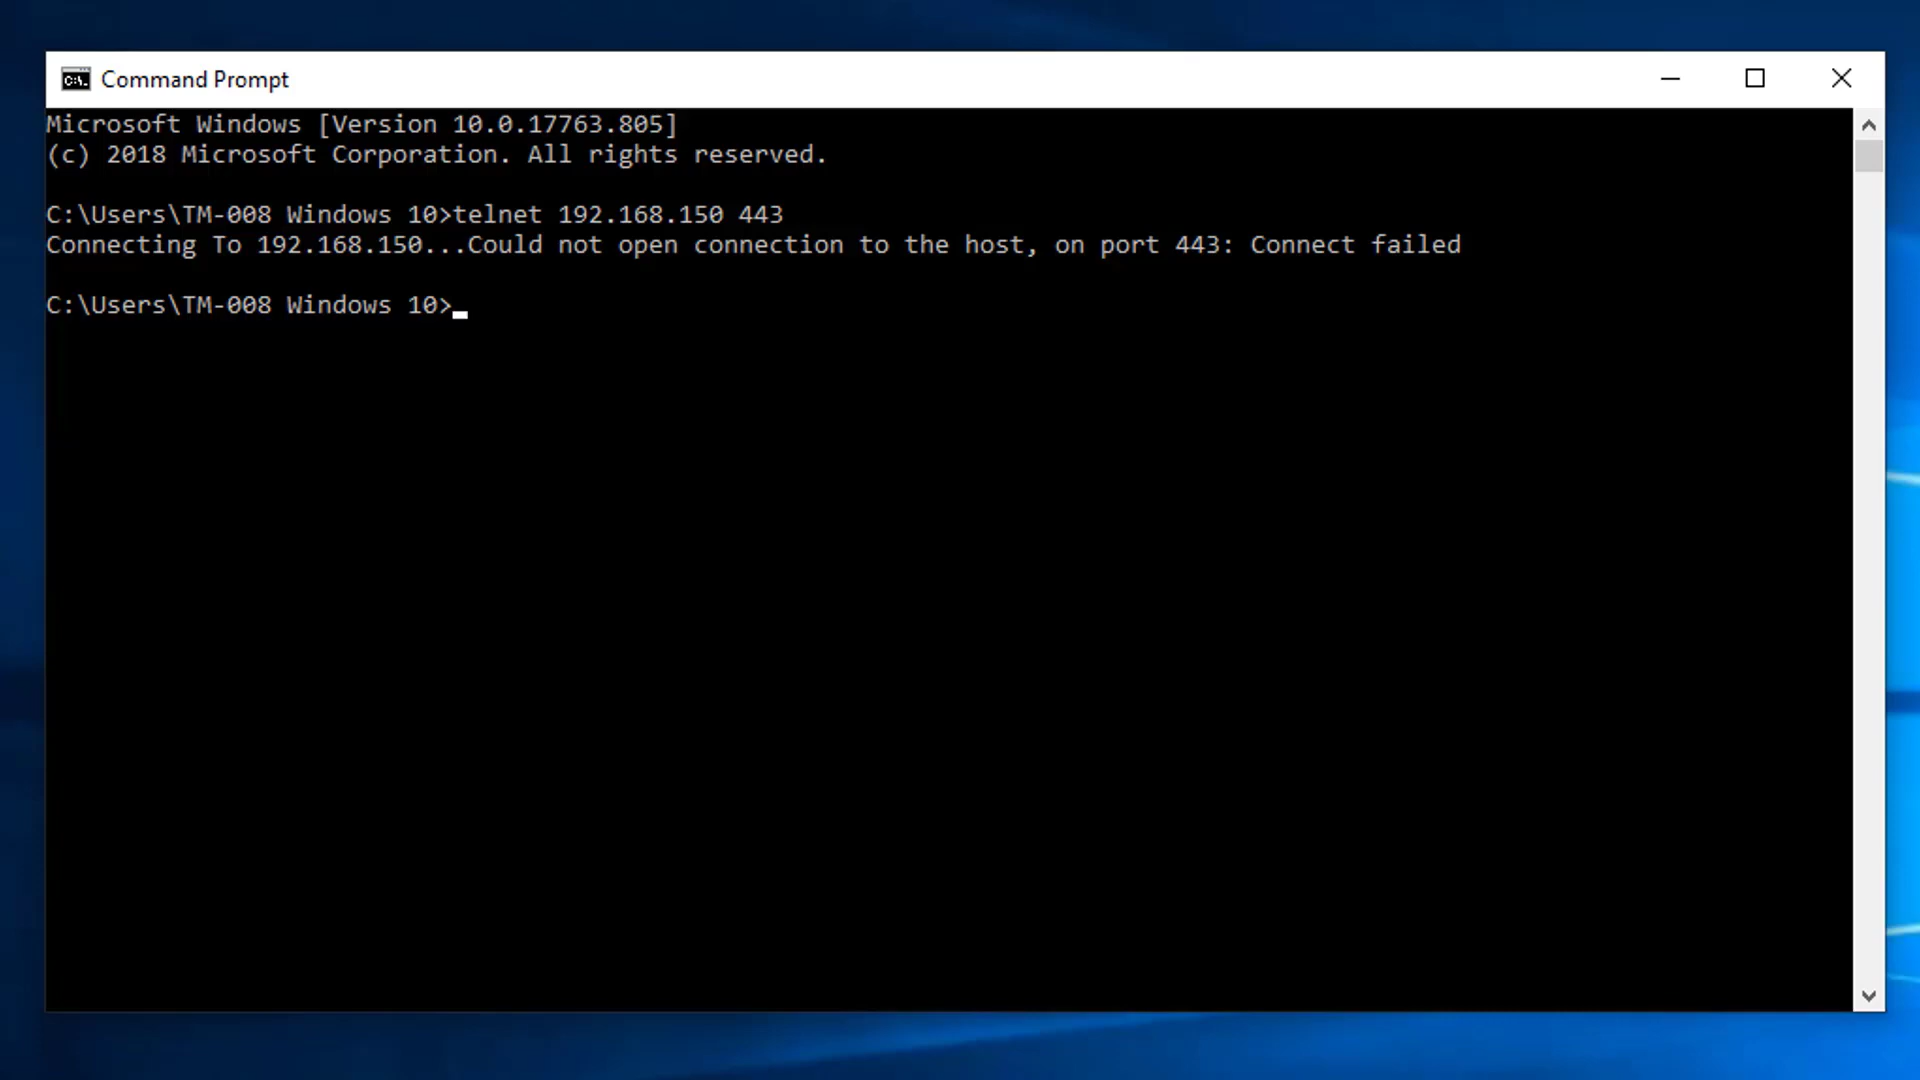 Command Prompt
Microsoft Windows [Version 10.0.17763.805]
(c) 2018 Microsoft Corporation. All rights reserved.
C:\Users\TM-008 Windows 10>telnet 192.168.150 443
Connecting To 192.168.150...Could not open connection to the host, on port 443: Connect failed
C:\Users\TM-008 Windows 10>